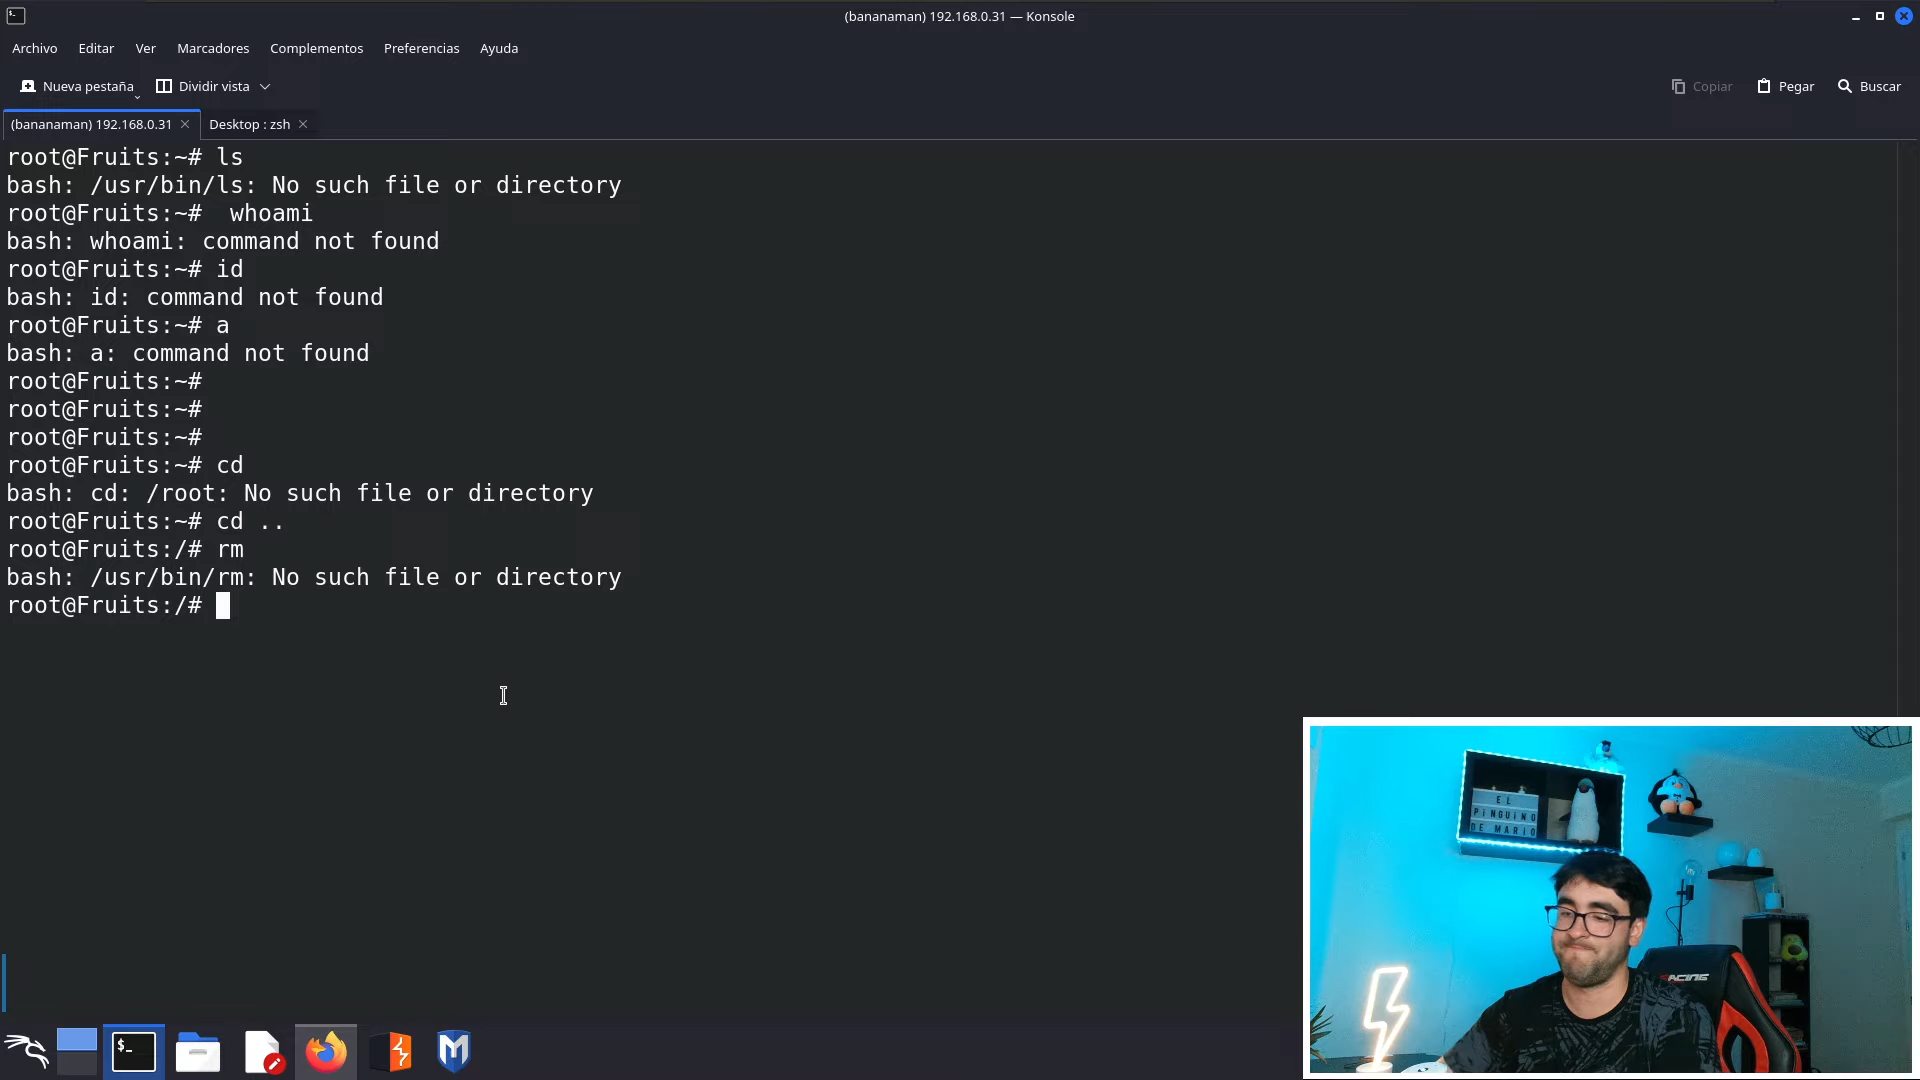 (bananaman) 192.168.0.31 — Konsole
Archivo Editar Ver Marcadores Complementos Preferencias Ayuda
Nueva pestaña Dividir vista Copiar Pegar Buscar
(bananaman) 192.168.0.31 Desktop : zsh
root@Fruits:~# ls
bash: /usr/bin/ls: No such file or directory
root@Fruits:~#  whoami
bash: whoami: command not found
root@Fruits:~# id
bash: id: command not found
root@Fruits:~# a
bash: a: command not found
root@Fruits:~#
root@Fruits:~#
root@Fruits:~#
root@Fruits:~# cd
bash: cd: /root: No such file or directory
root@Fruits:~# cd ..
root@Fruits:/# rm
bash: /usr/bin/rm: No such file or directory
root@Fruits:/#
EL
PiNGUiNO
DE MARiO
RACING
$_
M